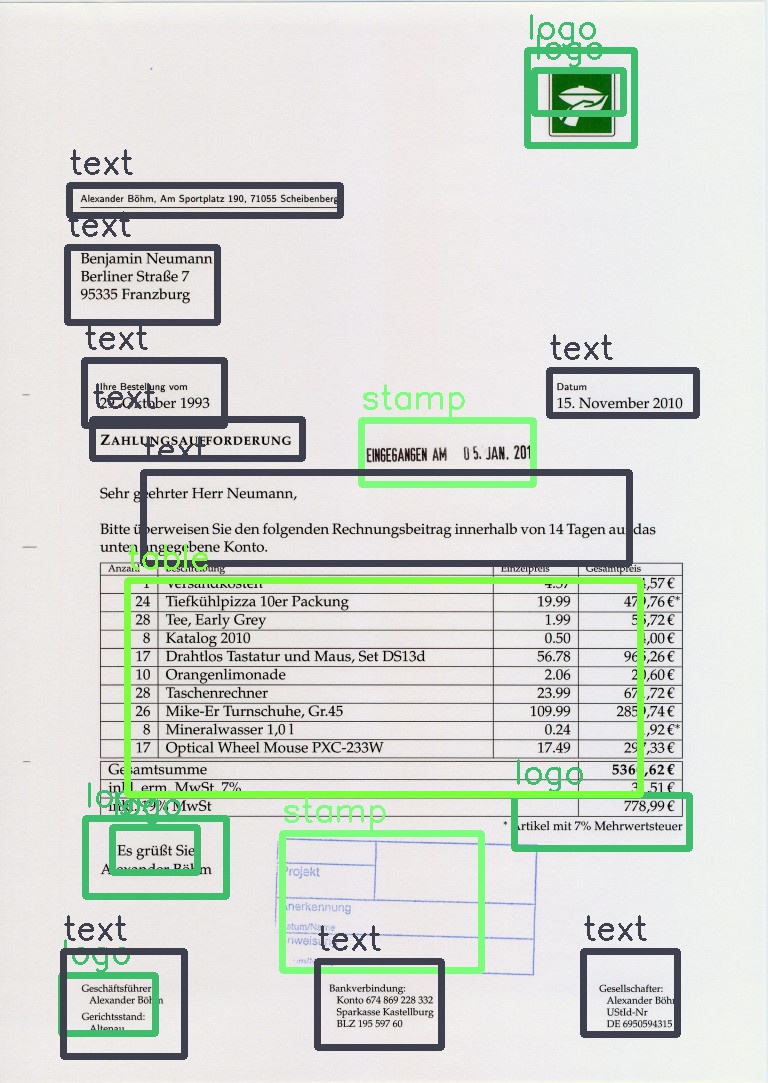 logo
logo
text
Alexander Böhm, Am Sportplatz 190, 71055 Scheibenberg
text
Benjamin Neumann
Berliner Straße 7
95335 Franzburg
text
text
Ihre Bestellung vom
Datum
text
Oktober 1993
15. November 2010
stamp
ZAHLUNGSAUFFORDERUNG
text
EINGEGANGEN AM 05. JAN. 201
Sehr geehrter Herr Neumann,
Bitte überweisen Sie den folgenden Rechnungsbeitrag innerhalb von 14 Tagen auf das
unten angegebene Konto.
table
Anzahl Beschreibung Einzelpreis Gesamtpreis
1 Versandkosten 4.57 4,57 €
24 Tiefkühlpizza 10er Packung 19.99 479,76 €*
28 Tee, Early Grey 1.99 55,72 €
8 Katalog 2010 0.50 4,00 €
17 Drahtlos Tastatur und Maus, Set DS13d 56.78 965,26 €
10 Orangenlimonade 2.06 20,60 €
28 Taschenrechner 23.99 671,72 €
26 Mike-Er Turnschuhe, Gr.45 109.99 2859,74 €
8 Mineralwasser 1,0 l 0.24 1,92 €*
17 Optical Wheel Mouse PXC-233W 17.49 297,33 €
Gesamtsumme 5360,62 €
logo
inkl. erm. MwSt. 7% 31,51 €
logo
logo
inkl. 19% MwSt 778,99 €
stamp
* Artikel mit 7% Mehrwertsteuer
Es grüßt Sie
Alexander Böhm
Projekt
Anerkennung
Datum/Name
text
text
text
logo
Geschäftsführer
Alexander Böhm
Gerichtsstand:
Altenau
Bankverbindung:
Konto 674 869 228 332
Sparkasse Kastellburg
BLZ 195 597 60
Gesellschafter:
Alexander Böhm
UStId-Nr
DE 6950594315